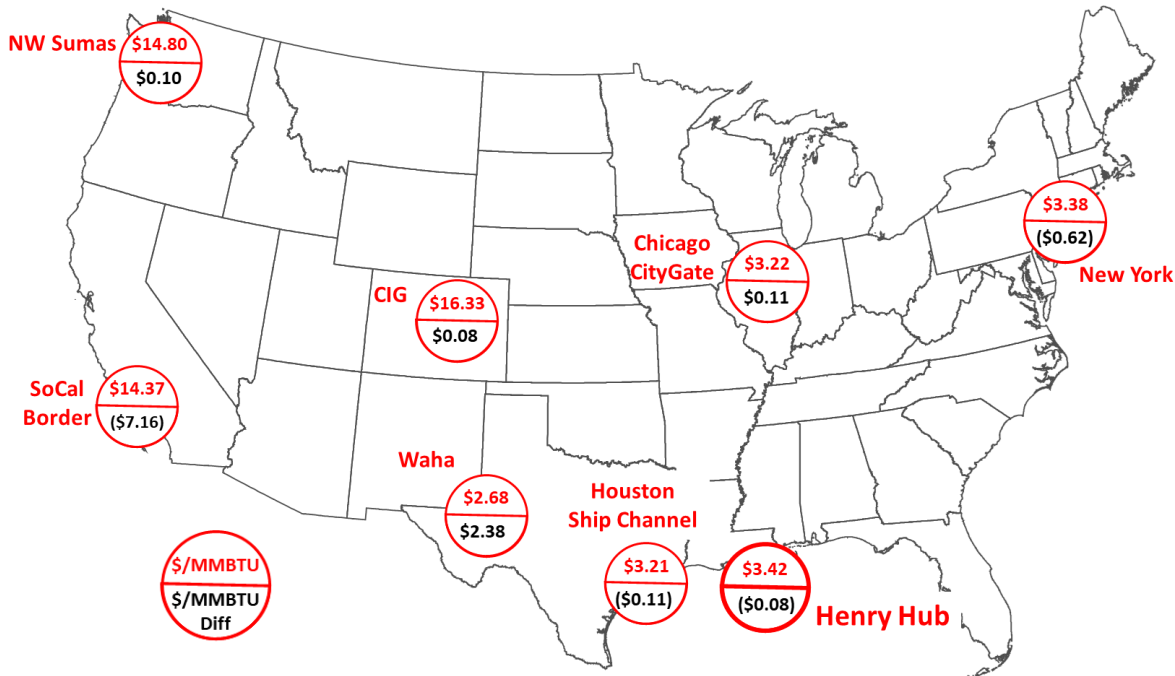 NW Sumas
$14.80
$0.10
$3.38
($0.62)
New York
Chicago
CityGate
$3.22
$0.11
CIG
$16.33
$0.08
SoCal
Border
$14.37
($7.16)
Waha
$2.68
$2.38
Houston
Ship Channel
$3.21
($0.11)
$3.42
($0.08)
Henry Hub
$/MMBTU
$/MMBTU
Diff